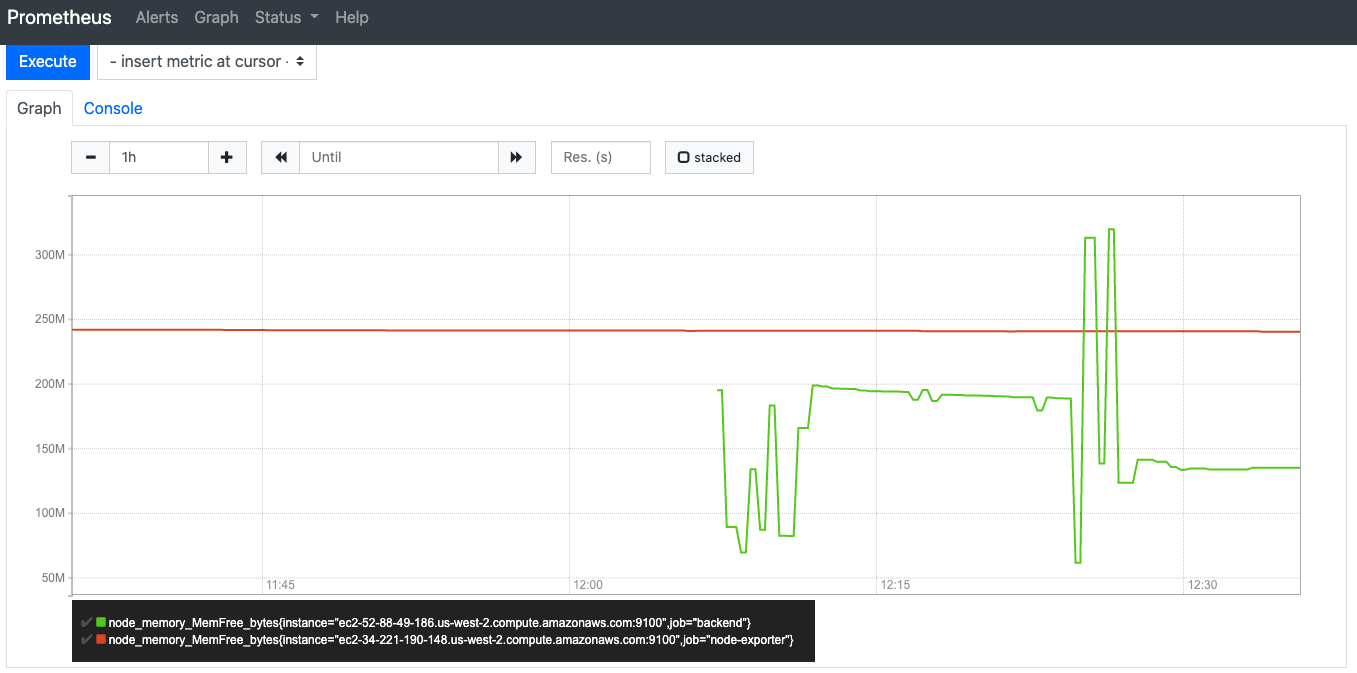 Prometheus Alerts Graph Status Help
Execute - insert metric at cursor ·
Graph Console
1h Until Res. (s) stacked
300M
250M
200M
150M
100M
50M
11:45 12:00 12:15 12:30
node_memory_MemFree_bytes{instance="ec2-52-88-49-186.us-west-2.compute.amazonaws.com:9100",job="backend"}
node_memory_MemFree_bytes{instance="ec2-34-221-190-148.us-west-2.compute.amazonaws.com:9100",job="node-exporter"}